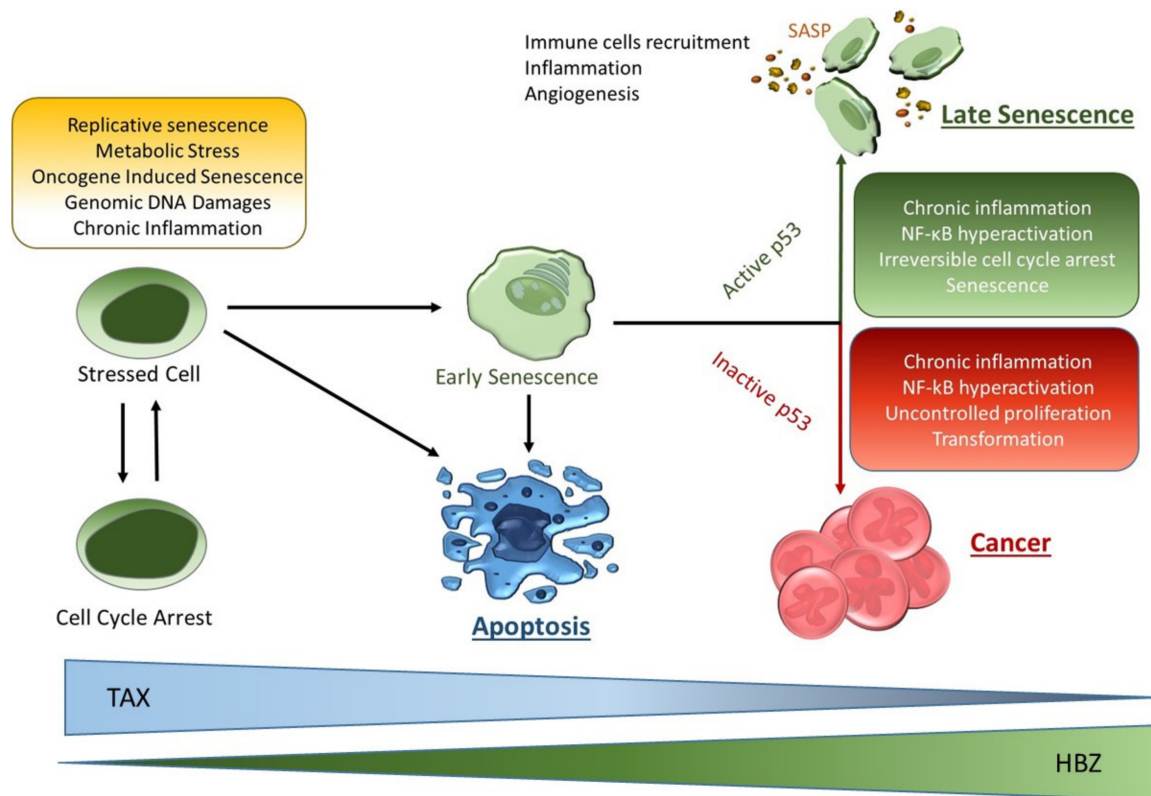 Immune cells recruitment
Inflammation
Angiogenesis
SASP
Late Senescence
Replicative senescence
Metabolic Stress
Oncogene Induced Senescence
Genomic DNA Damages
Chronic Inflammation
Chronic inflammation
NF-κB hyperactivation
Irreversible cell cycle arrest
Senescence
Active p53
Stressed Cell
Early Senescence
Inactive p53
Chronic inflammation
NF-kB hyperactivation
Uncontrolled proliferation
Transformation
Cancer
Cell Cycle Arrest
Apoptosis
TAX
HBZ